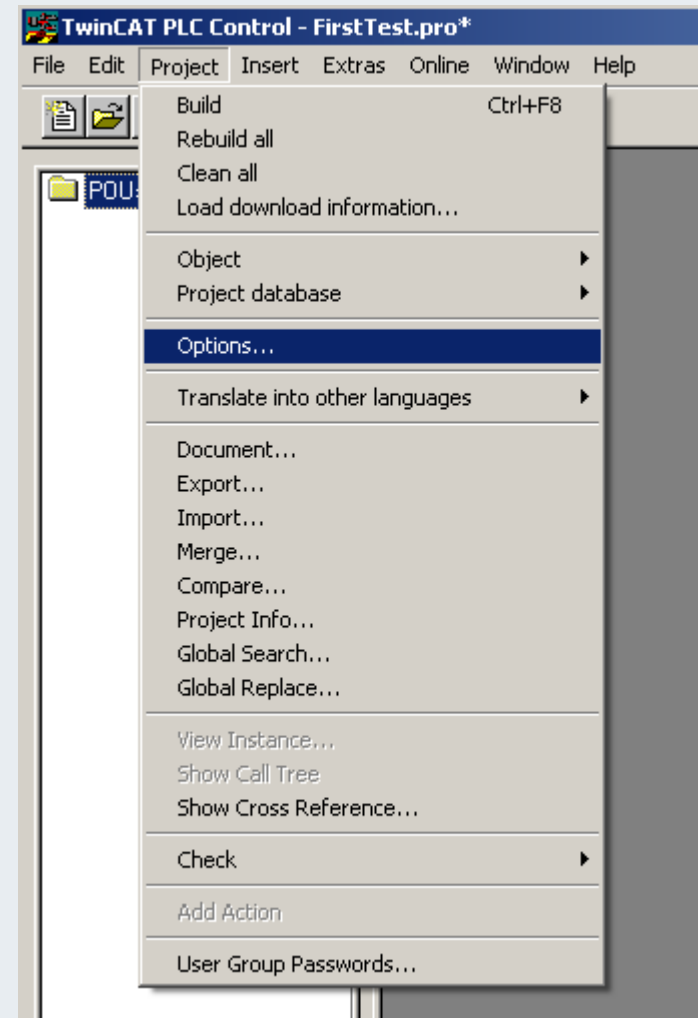 TwinCAT PLC Control - FirstTest.pro*
File Edit Project Insert Extras Online Window Help
Build Ctrl+F8
Rebuild all
Clean all
POUs
Load download information...
Object
Project database
Options...
Translate into other languages
Document...
Export...
Import...
Merge...
Compare...
Project Info...
Global Search...
Global Replace...
View Instance...
Show Call Tree
Show Cross Reference...
Check
Add Action
User Group Passwords...